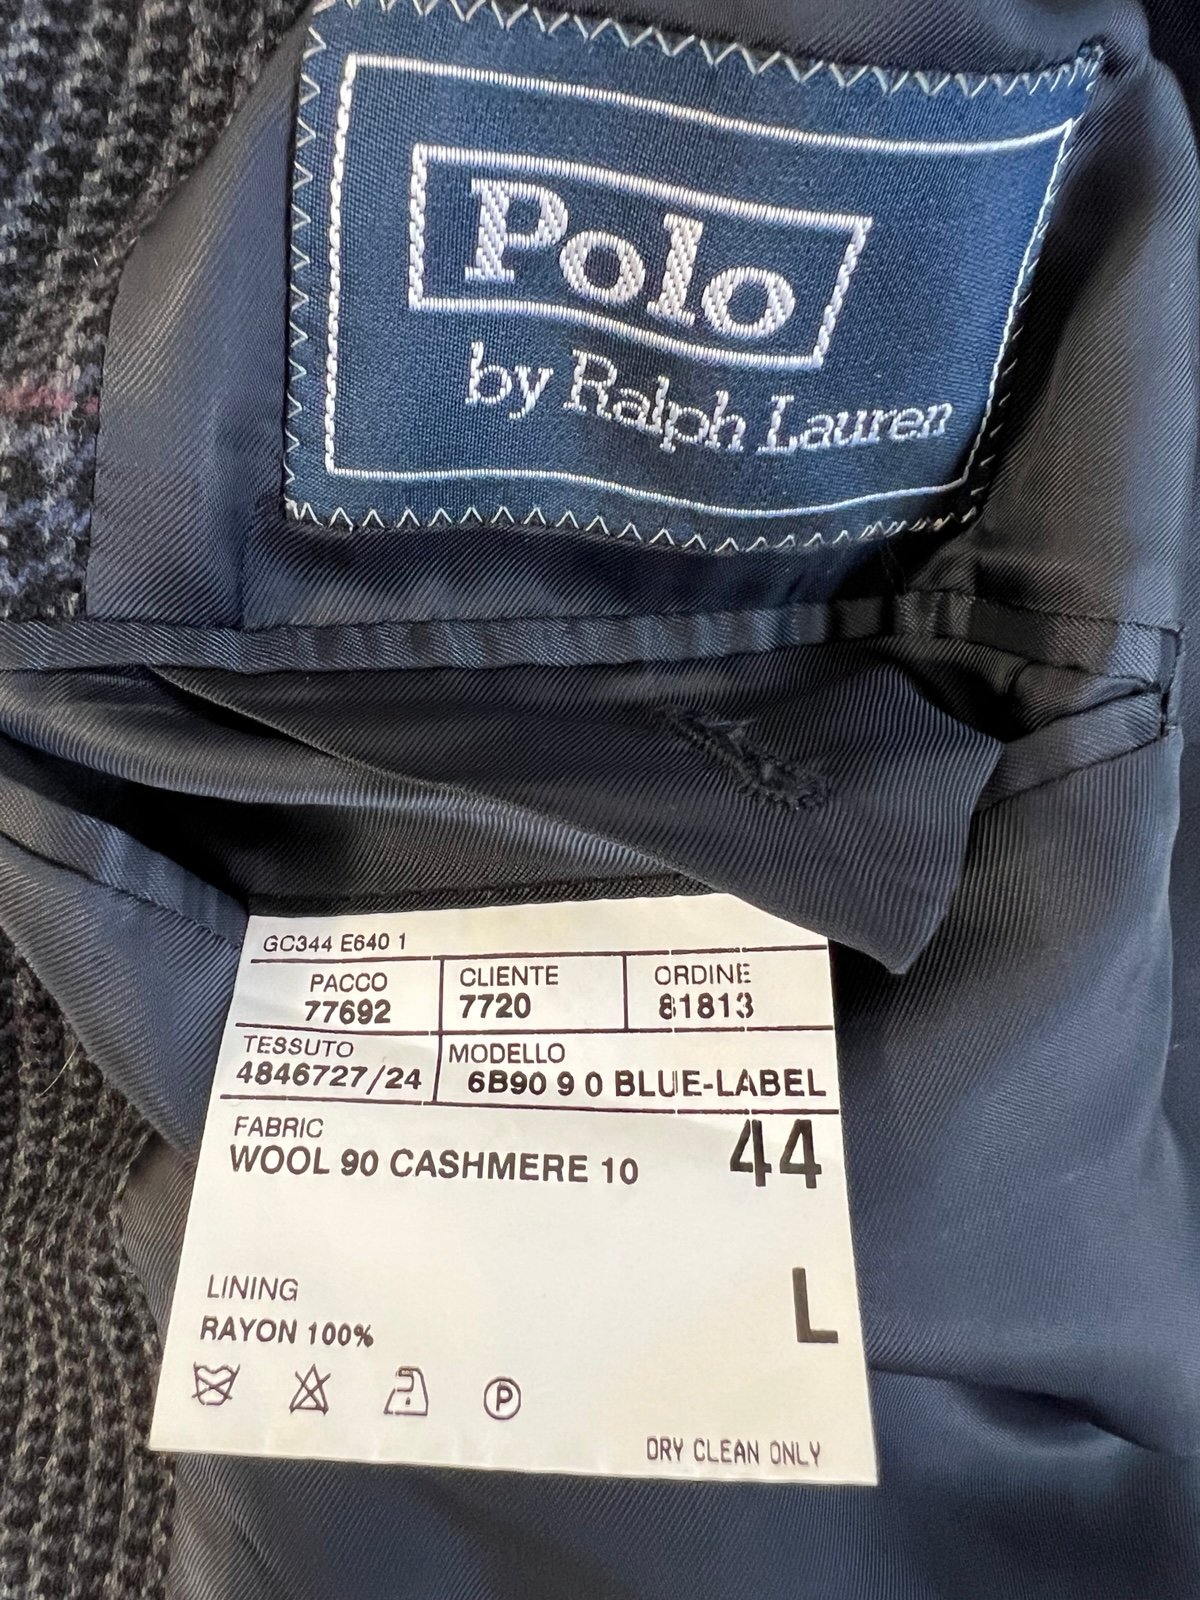 Polo
by Ralph Lauren
GC344 E640 1
PACCO CLIENTE ORDINE
77692 7720 81813
TESSUTO MODELLO
4846727/24 6B90 9 0 BLUE-LABEL
FABRIC
WOOL 90 CASHMERE 10 44
LINING L
RAYON 100%
P
DRY CLEAN ONLY